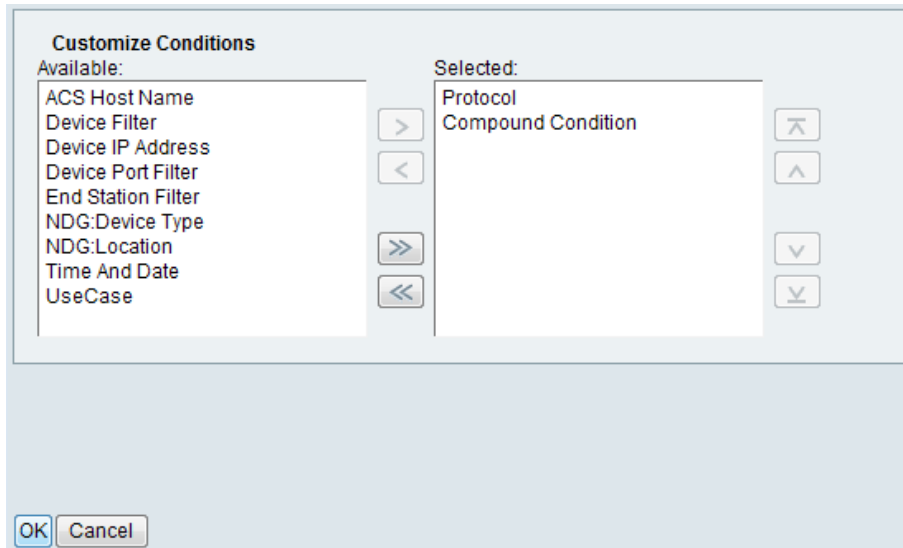 Customize Conditions
Available:
Selected:
ACS Host Name
Device Filter
Device IP Address
Device Port Filter
End Station Filter
NDG:Device Type
NDG:Location
Time And Date
UseCase
Protocol
Compound Condition
OK
Cancel